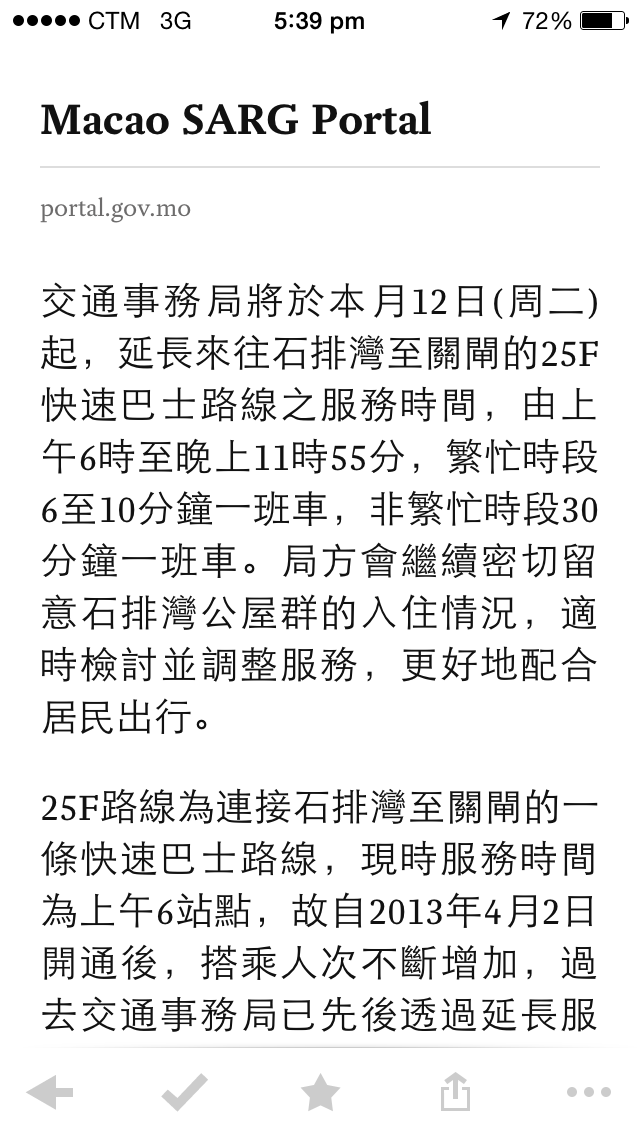 CTM 3G 5:39 pm 72%
Macao SARG Portal
portal.gov.mo
交通事務局將於本月12日(周二)
起，延長來往石排灣至關閘的25F
快速巴士路線之服務時間，由上
午6時至晚上11時55分，繁忙時段
6至10分鐘一班車，非繁忙時段30
分鐘一班車。局方會繼續密切留
意石排灣公屋群的入住情況，適
時檢討並調整服務，更好地配合
居民出行。
25F路線為連接石排灣至關閘的一
條快速巴士路線，現時服務時間
為上午6站點，故自2013年4月2日
開通後，搭乘人次不斷增加，過
去交通事務局已先後透過延長服